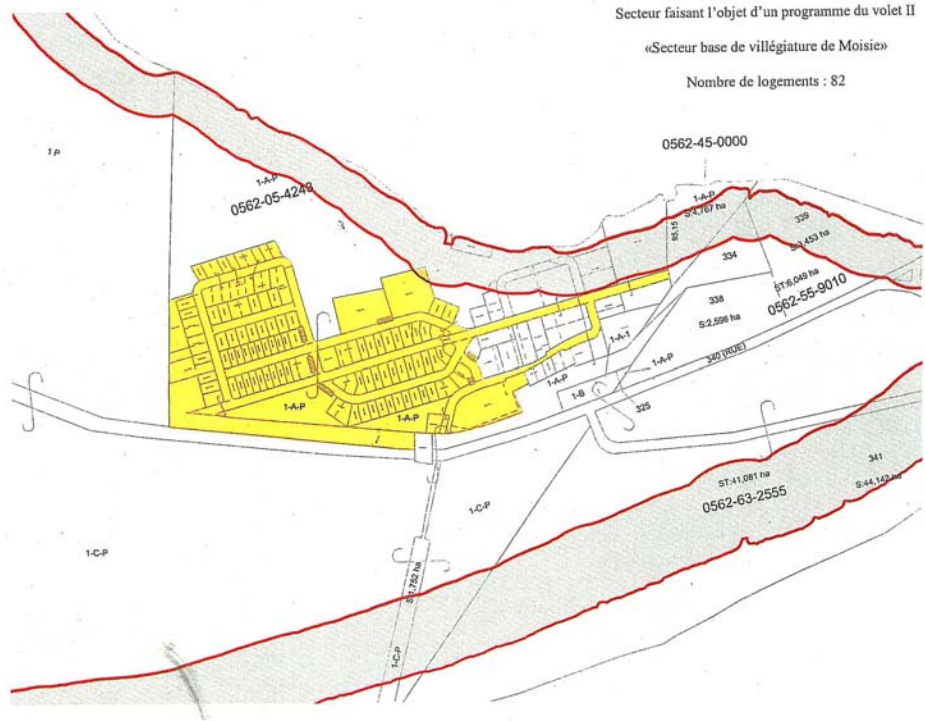 Secteur faisant l'objet d'un programme du volet II
«Secteur base de villégiature de Moisie»
Nombre de logements : 82
0562-45-0000
1 P
1-A-P
0562-05-4243
1-A-P
S:4,767 ha
95,15
339
S:3,453 ha
334
ST:6,049 ha
0562-55-9010
338
S:2,596 ha
1-A-1
340 (RUE)
1-A-P
1-A-P
1-B
325
1-A-P
1-A-P
341
ST:41,081 ha
S:44,142 ha
0562-63-2555
1-C-P
1-C-P
S:1,752 ha
1-C-P